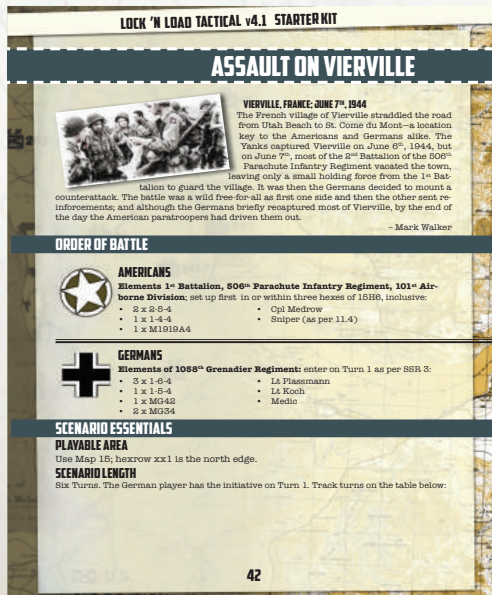 LOCK 'N LOAD TACTICAL v4.1 STARTER KIT
ASSAULT ON VIERVILLE
VIERVILLE, FRANCE; JUNE 7th, 1944
The French village of Vierville straddled the road
from Utah Beach to St. Come du Mont—a location
key to the Americans and Germans alike. The
Yanks captured Vierville on June 6th, 1944, but
on June 7th, most of the 2nd Battalion of the 506th
Parachute Infantry Regiment vacated the town,
leaving only a small holding force from the 1st Bat-
talion to guard the village. It was then the Germans decided to mount a
counterattack. The battle was a wild free-for-all as first one side and then the other sent re-
inforcements; and although the Germans briefly recaptured most of Vierville, by the end of
the day the American paratroopers had driven them out.
– Mark Walker
ORDER OF BATTLE
AMERICANS
Elements 1st Battalion, 506th Parachute Infantry Regiment, 101st Air-
borne Division; set up first in or within three hexes of 15H6, inclusive:
• 2 x 2-5-4
• 1 x 1-4-4
• 1 x M1919A4
• Cpl Medrow
• Sniper (as per 11.4)
GERMANS
Elements of 1058th Grenadier Regiment: enter on Turn 1 as per SSR 3:
• 3 x 1-6-4
• 1 x 1-5-4
• 1 x MG42
• 2 x MG34
• Lt Plassmann
• Lt Koch
• Medic
SCENARIO ESSENTIALS
PLAYABLE AREA
Use Map 15; hexrow xx1 is the north edge.
SCENARIO LENGTH
Six Turns. The German player has the initiative on Turn 1. Track turns on the table below:
42